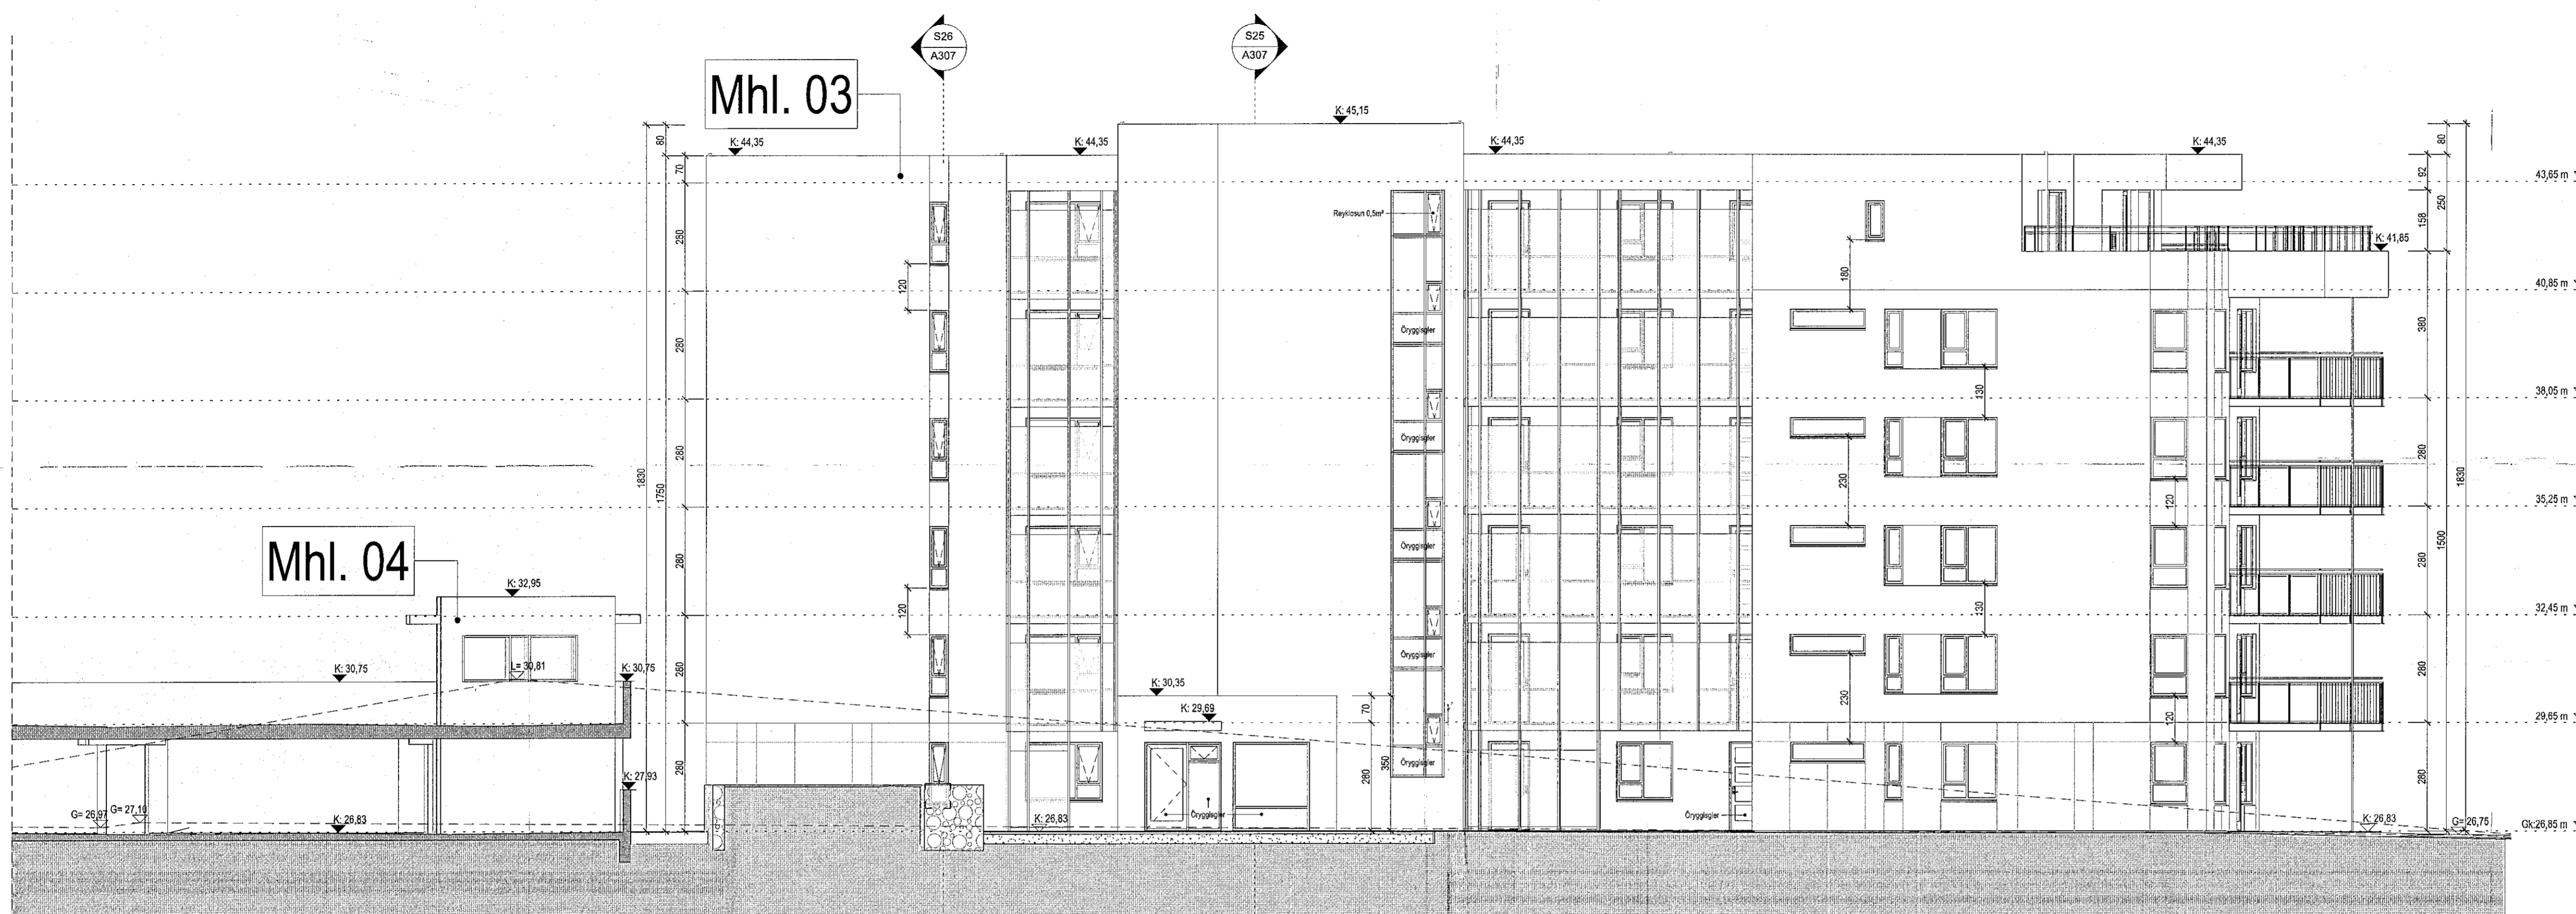 S26
A307
S25
A307
Mhl. 03
K: 45,15
K: 44,35
K: 44,35
K: 44,35
K: 44,35
80
70
80
92
43,65 m
250
158
Reyklosun 0,5m²
280
K: 41,85
180
120
40,85 m
280
Öryggisgler
380
130
38,05 m
280
Öryggisgler
280
1830
1750
230
120
1830
35,25 m
Mhl. 04
280
Öryggisgler
280
1500
K: 32,95
120
130
32,45 m
280
Öryggisgler
280
K: 30,75
L= 30,81
K: 30,75
K: 30,35
230
70
K: 29,69
120
29,65 m
280
280
350
Öryggisgler
280
K: 27,93
G= 26,97
G= 27,10
K: 26,83
K: 26,83
Öryggisgler
Öryggisgler
K: 26,83
G= 26,75
Gk:26,85 m